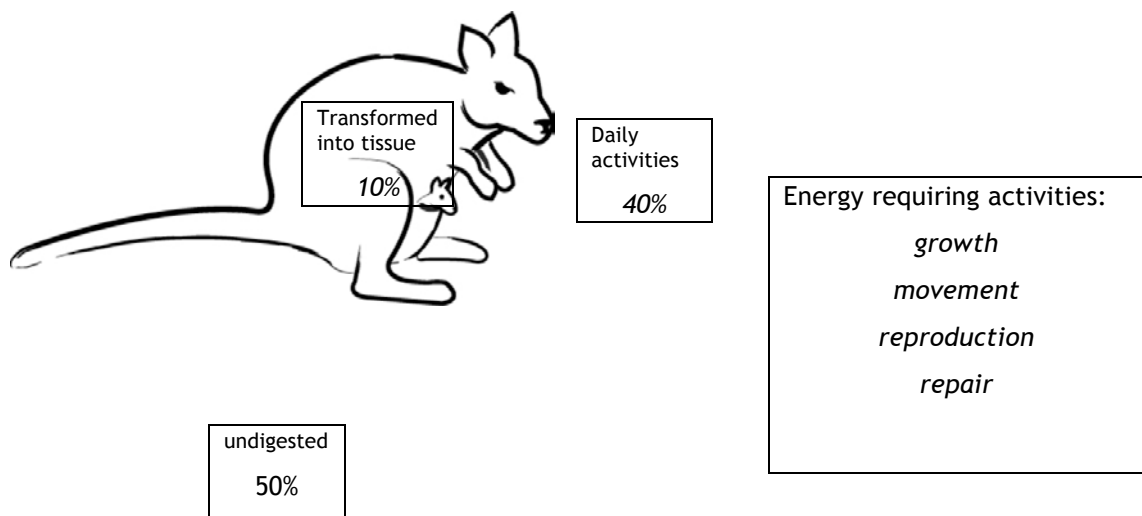 Transformed
into tissue
10%
Daily
activities
40%
Energy requiring activities:
growth
movement
reproduction
repair
undigested
50%